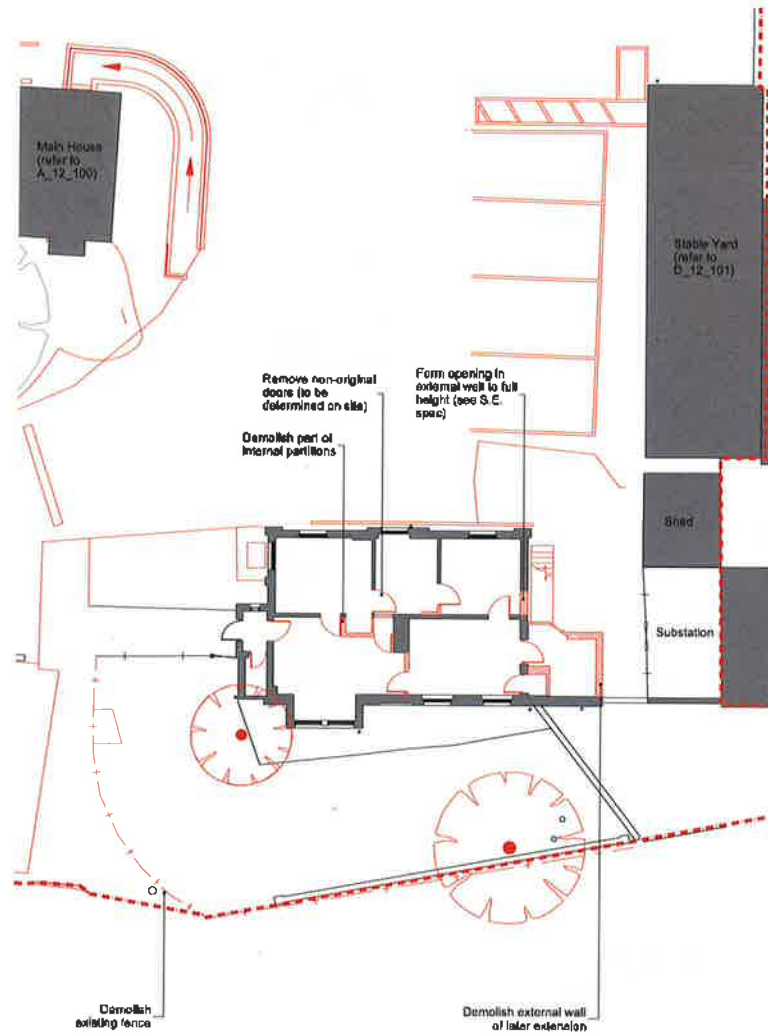 Main House
(refer to
A_12_100)
Stable Yard
(refer to
D_12_101)
Remove non-original
doors (to be
determined on site)
Form opening in
external wall to full
height (see S.E.
spec)
Demolish part of
internal partitions
Shed
Substation
Demolish
existing fence
Demolish external wall
of later extension